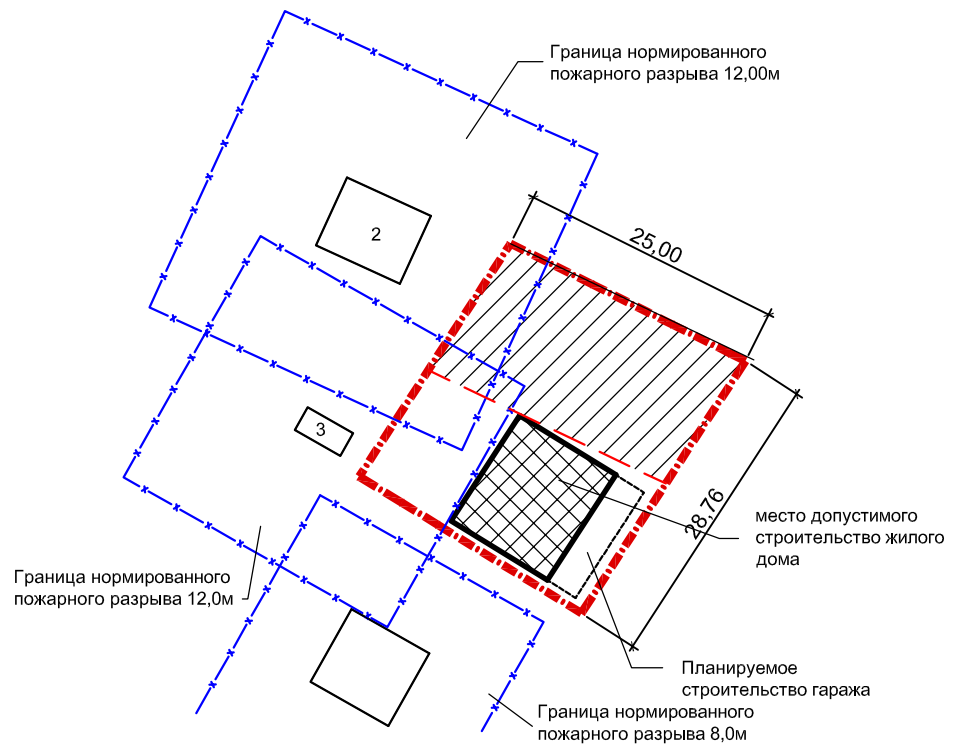 Граница нормированного
пожарного разрыва 12,00м
2
25,00
3
28,76
место допустимого
строительство жилого
дома
Граница нормированного
пожарного разрыва 12,0м
Планируемое
строительство гаража
Граница нормированного
пожарного разрыва 8,0м